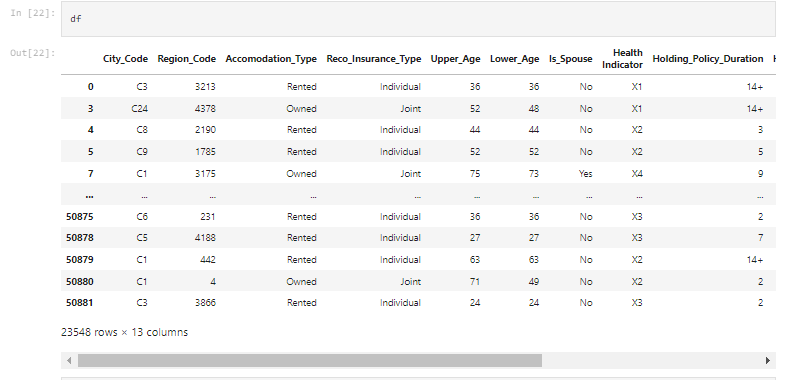 In [22]:
df
Out[22]:
City_Code Region_Code Accomodation_Type Reco_Insurance_Type Upper_Age Lower_Age Is_Spouse Health Indicator Holding_Policy_Duration H
0 C3 3213 Rented Individual 36 36 No X1 14+
3 C24 4378 Owned Joint 52 48 No X1 14+
4 C8 2190 Rented Individual 44 44 No X2 3
5 C9 1785 Rented Individual 52 52 No X2 5
7 C1 3175 Owned Joint 75 73 Yes X4 9
... ... ... ... ... ... ... ... ... ...
50875 C6 231 Rented Individual 36 36 No X3 2
50878 C5 4188 Rented Individual 27 27 No X3 7
50879 C1 442 Rented Individual 63 63 No X2 14+
50880 C1 4 Owned Joint 71 49 No X2 2
50881 C3 3866 Rented Individual 24 24 No X3 2
23548 rows × 13 columns